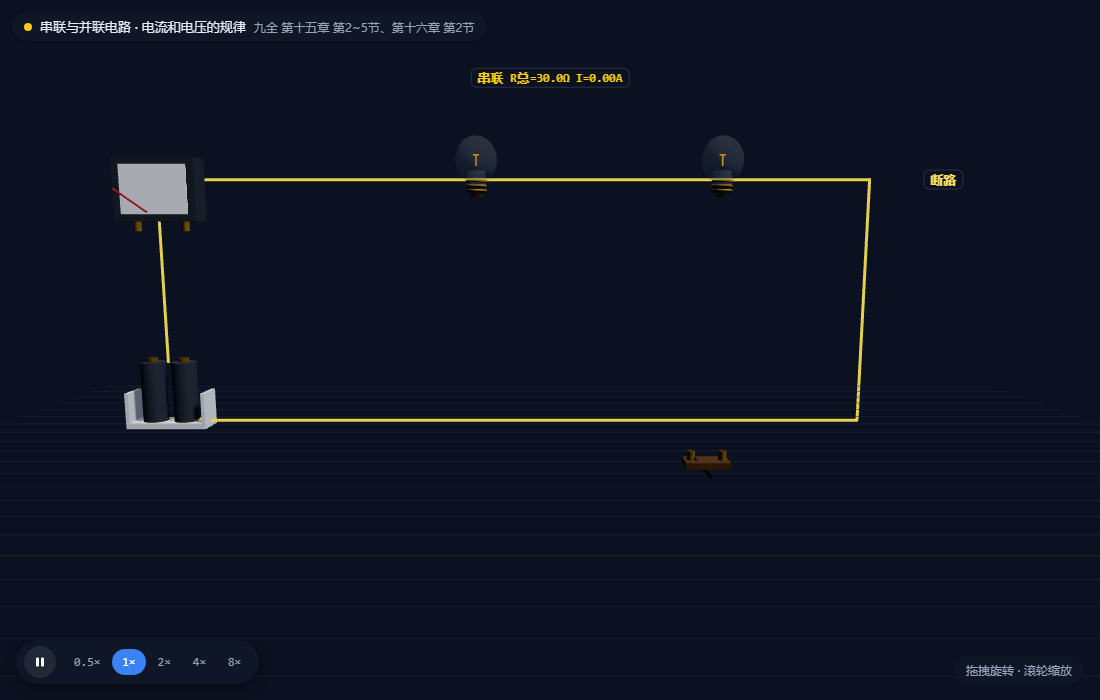 串联与并联电路 · 电流和电压的规律 九全 第十五章 第2~5节、第十六章 第2节
串联 R总=30.0Ω I=0.00A
断路
0.5× 1× 2× 4× 8×
拖拽旋转 · 滚轮缩放